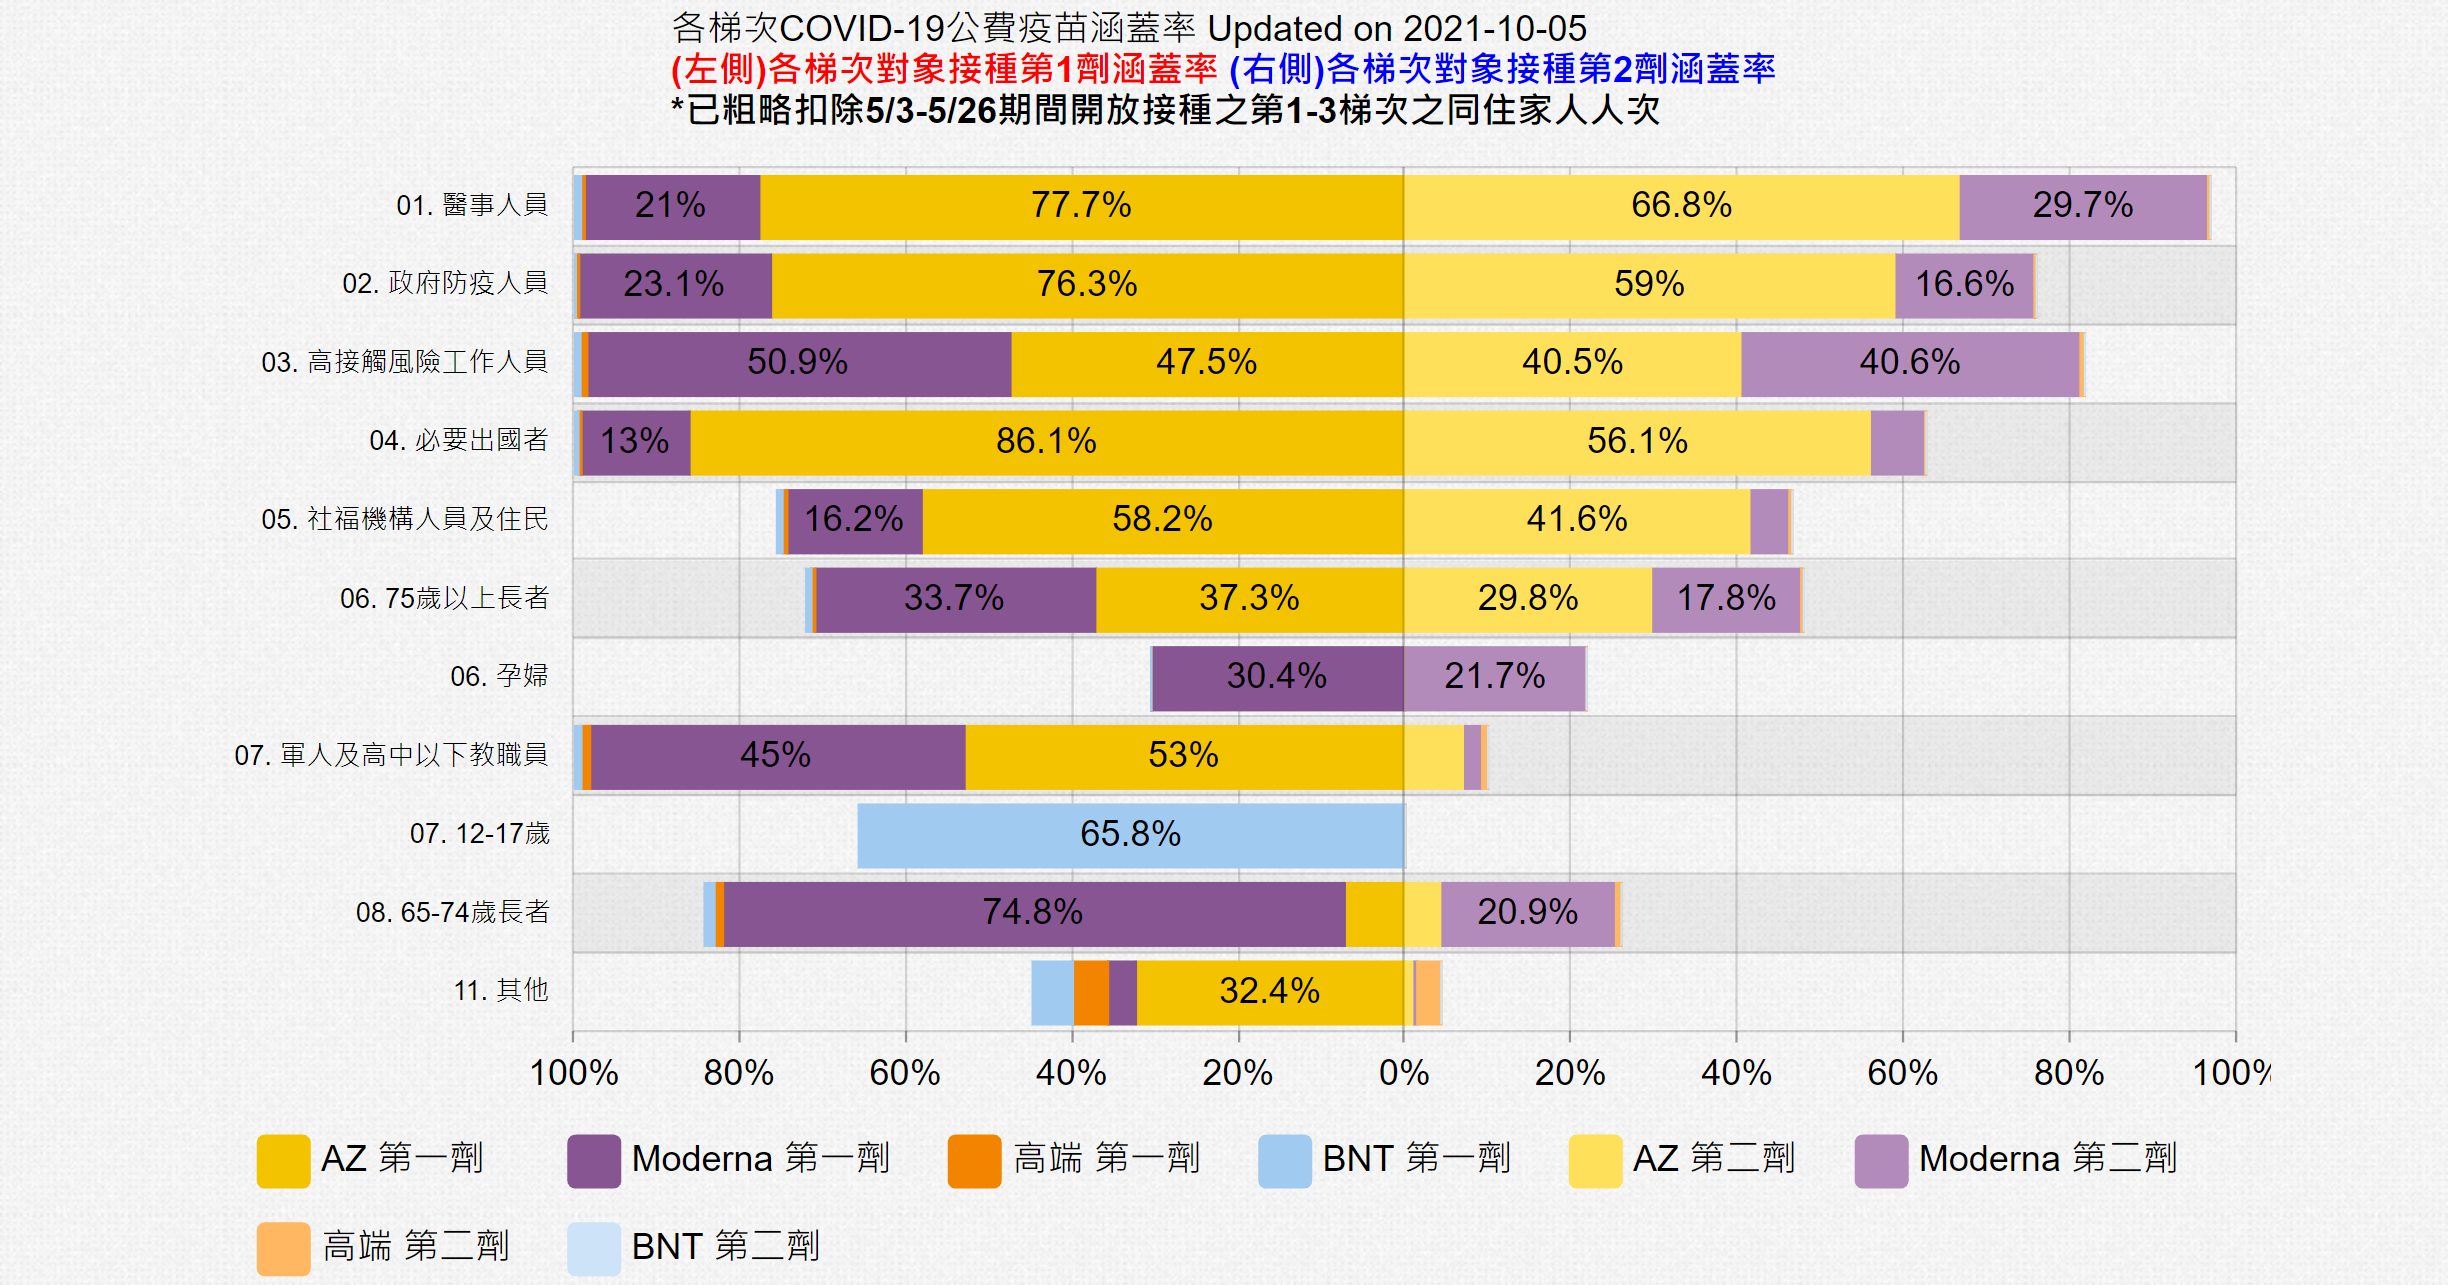 各梯次COVID-19公費疫苗涵蓋率 Updated on 2021-10-05
(左側)各梯次對象接種第1劑涵蓋率 (右側)各梯次對象接種第2劑涵蓋率
*已粗略扣除5/3-5/26期間開放接種之第1-3梯次之同住家人人次
01. 醫事人員 21% 77.7% 66.8% 29.7%
02. 政府防疫人員 23.1% 76.3% 59% 16.6%
03. 高接觸風險工作人員 50.9% 47.5% 40.5% 40.6%
04. 必要出國者 13% 86.1% 56.1%
05. 社福機構人員及住民 16.2% 58.2% 41.6%
06. 75歲以上長者 33.7% 37.3% 29.8% 17.8%
06. 孕婦 30.4% 21.7%
07. 軍人及高中以下教職員 45% 53%
07. 12-17歲 65.8%
08. 65-74歲長者 74.8% 20.9%
11. 其他 32.4%
100% 80% 60% 40% 20% 0% 20% 40% 60% 80% 100%
AZ 第一劑 Moderna 第一劑 高端 第一劑 BNT 第一劑 AZ 第二劑 Moderna 第二劑
高端 第二劑 BNT 第二劑